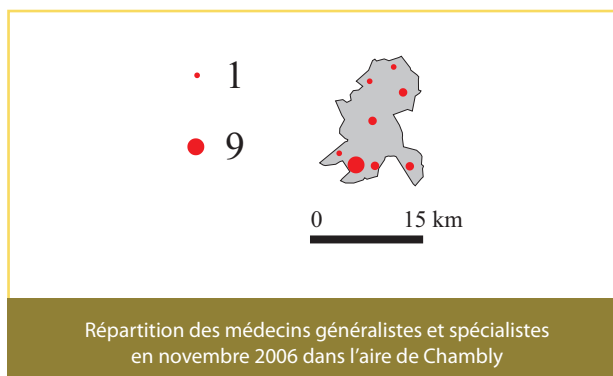 1
9
0 15 km
Répartition des médecins généralistes et spécialistes
en novembre 2006 dans l'aire de Chambly